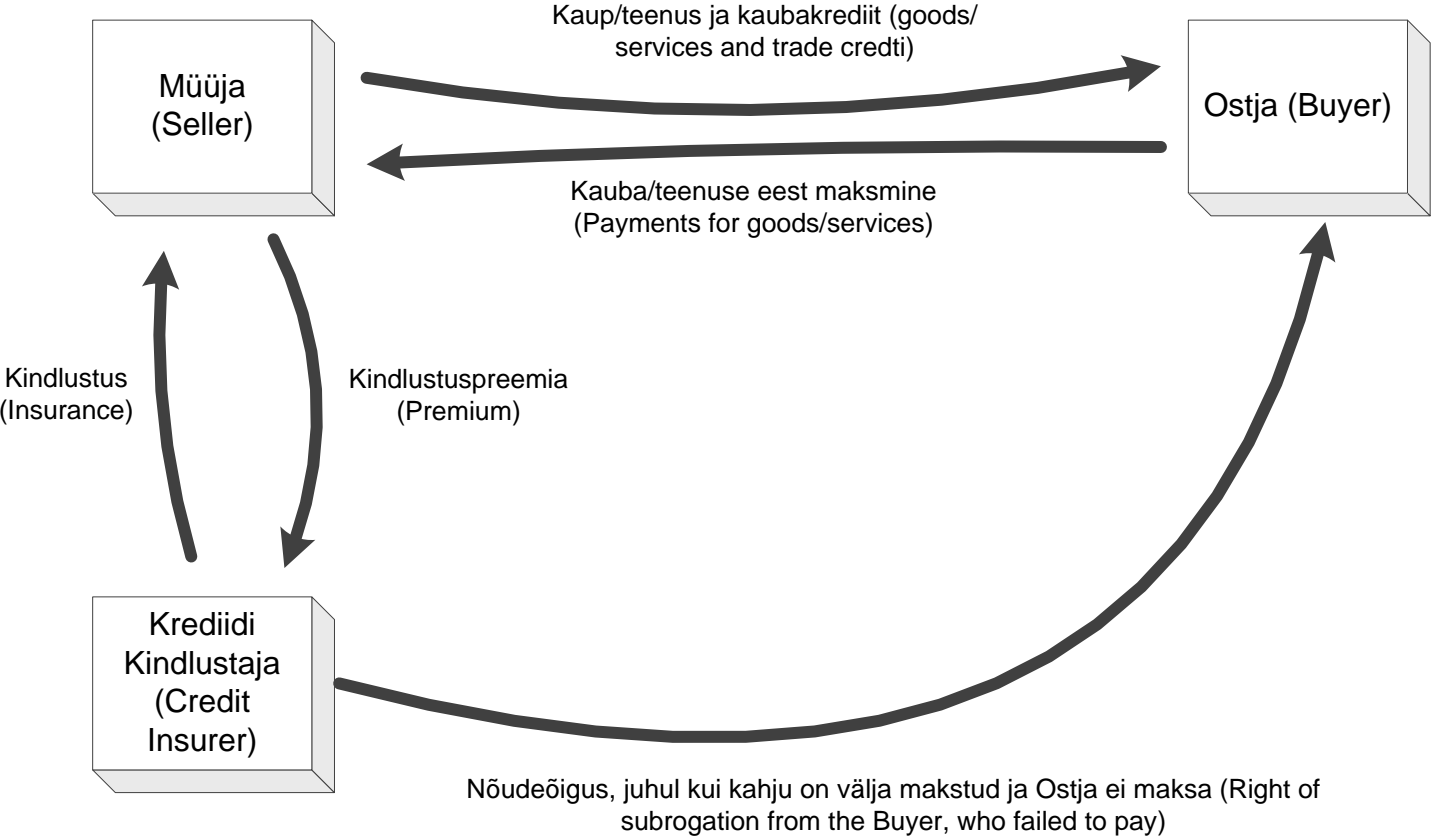 Kaup/teenus ja kaubakrediit (goods/
services and trade credti)
Müüja
(Seller)
Ostja (Buyer)
Kauba/teenuse eest maksmine
(Payments for goods/services)
Kindlustus
(Insurance)
Kindlustuspreemia
(Premium)
Krediidi
Kindlustaja
(Credit
Insurer)
Nõudeõigus, juhul kui kahju on välja makstud ja Ostja ei maksa (Right of
subrogation from the Buyer, who failed to pay)